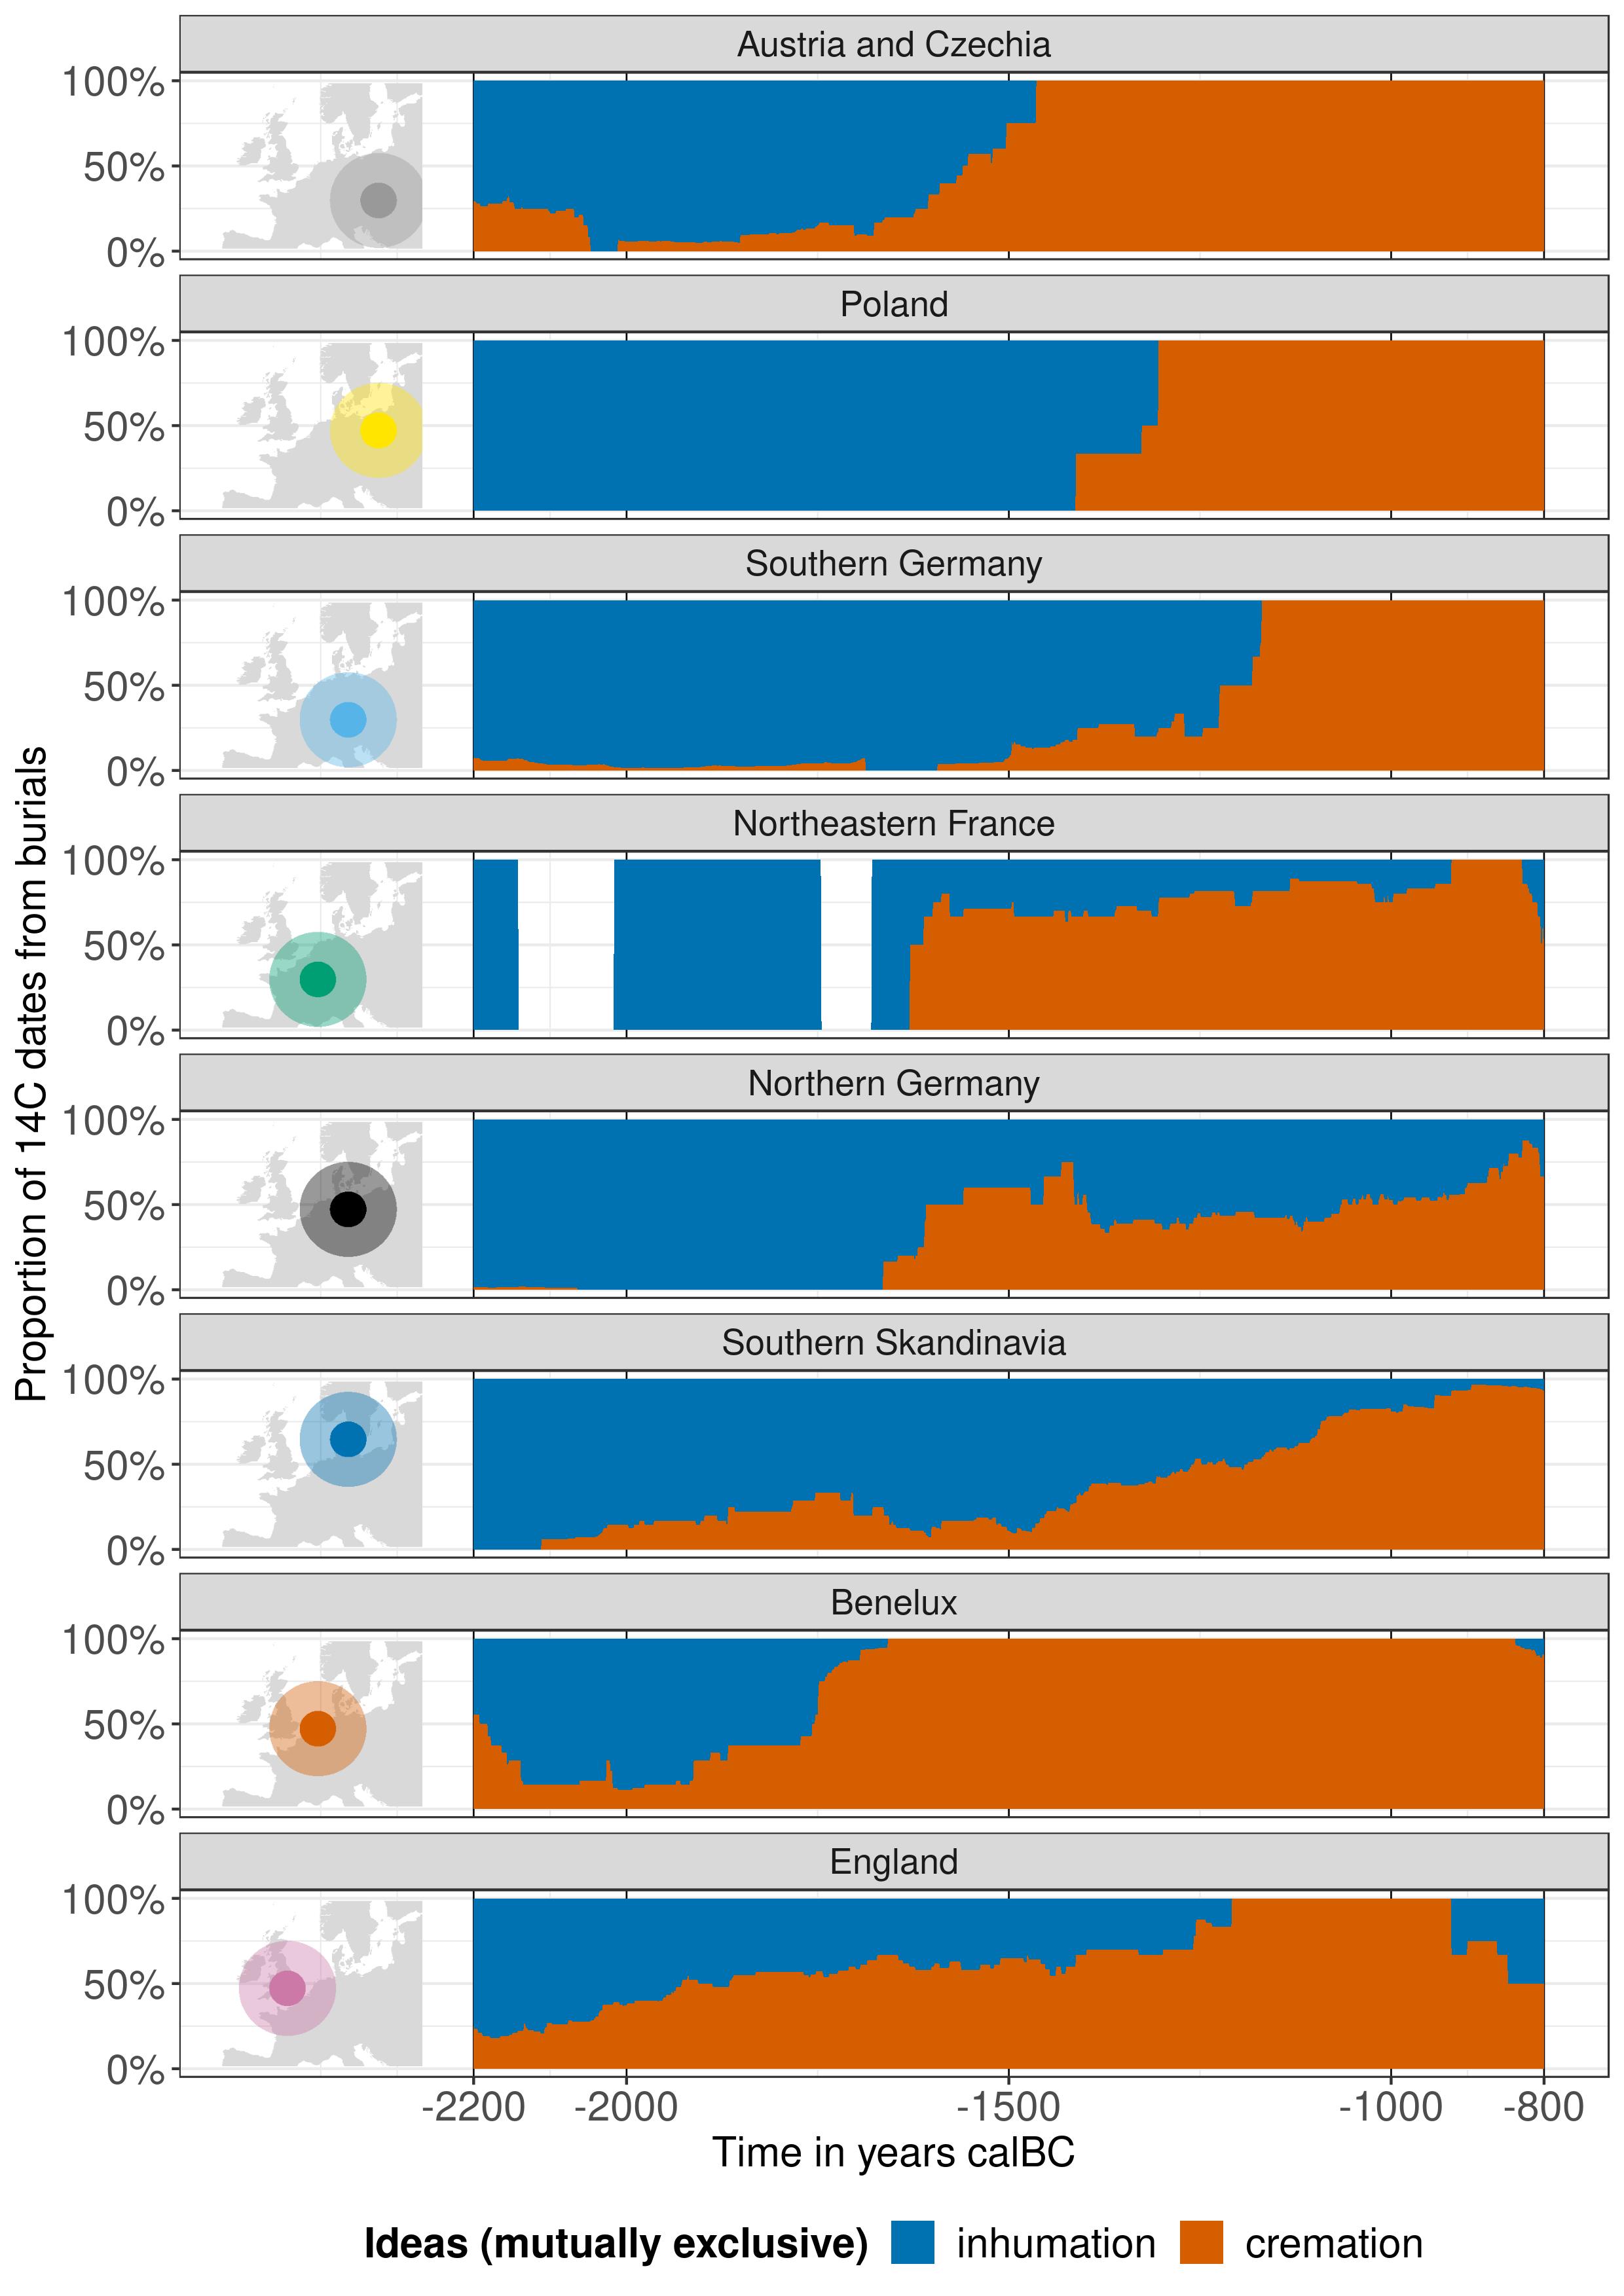 Austria and Czechia
100%
50%
0%
Poland
100%
50%
0%
Southern Germany
100%
50%
0%
Northeastern France
100%
50%
0%
Northern Germany
100%
50%
0%
Southern Skandinavia
100%
50%
0%
Benelux
100%
50%
0%
England
100%
50%
0%
Proportion of 14C dates from burials
-2200 -2000 -1500 -1000 -800
Time in years calBC
Ideas (mutually exclusive) inhumation cremation